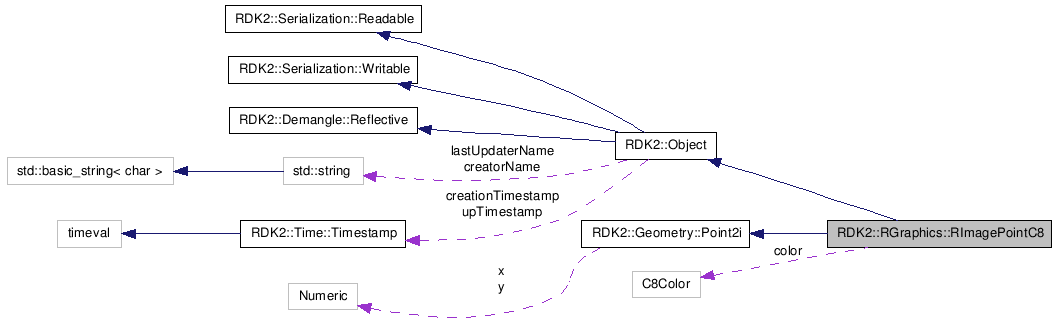 RDK2::Serialization::Readable
RDK2::Serialization::Writable
RDK2::Demangle::Reflective
RDK2::Object
lastUpdaterName
creatorName
std::basic_string< char >
std::string
creationTimestamp
upTimestamp
timeval
RDK2::Time::Timestamp
RDK2::Geometry::Point2i
RDK2::RGraphics::RImagePointC8
color
x
y
C8Color
Numeric